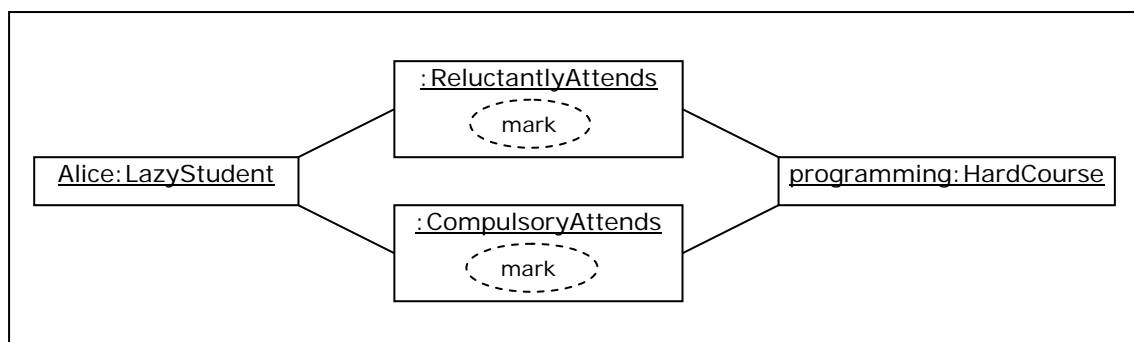 :ReluctantlyAttends
mark
Alice:LazyStudent
programming:HardCourse
:CompulsoryAttends
mark